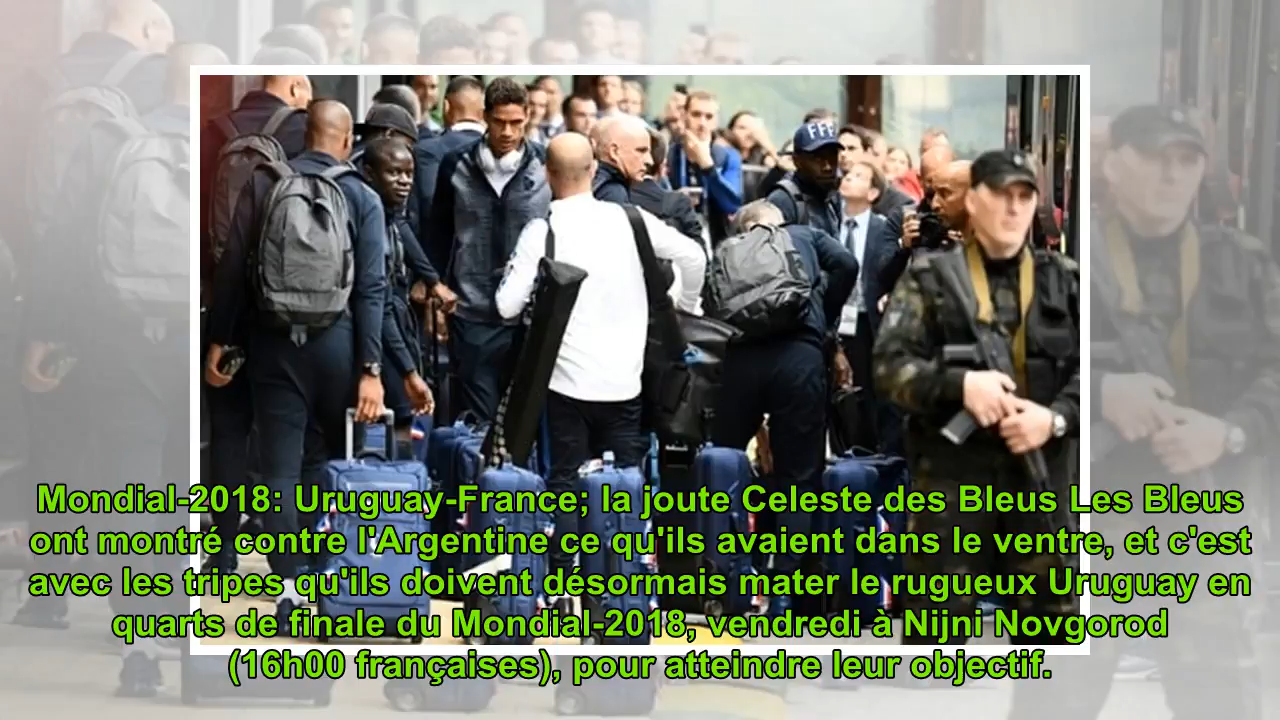 FFF
Mondial-2018: Uruguay-France; la joute Celeste des Bleus Les Bleus
ont montré contre l'Argentine ce qu'ils avaient dans le ventre, et c'est
avec les tripes qu'ils doivent désormais mater le rugueux Uruguay en
quarts de finale du Mondial-2018, vendredi à Nijni Novgorod
(16h00 françaises), pour atteindre leur objectif.